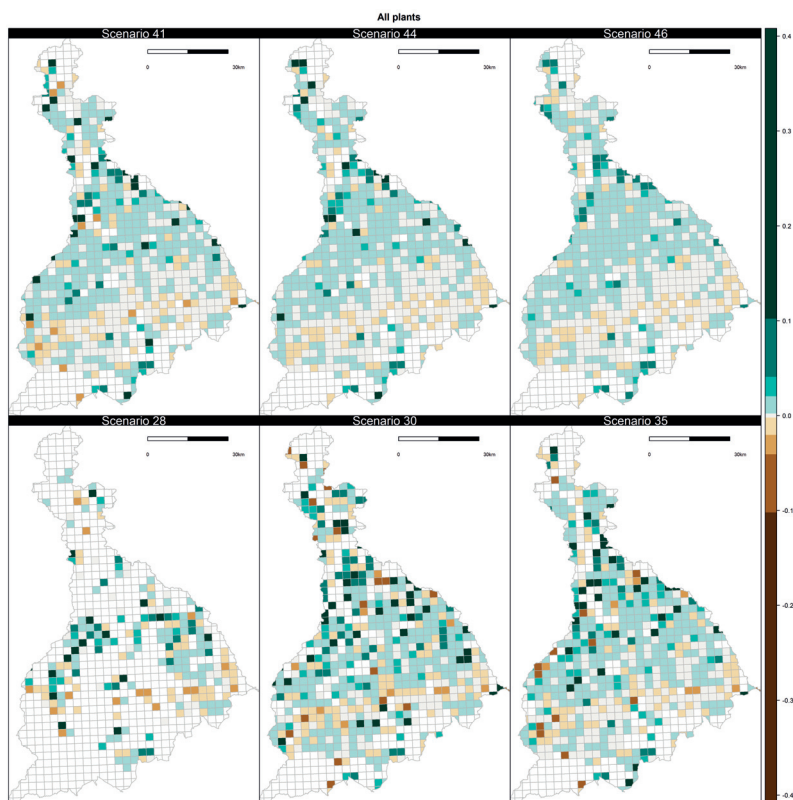 All plants
Scenario 41
Scenario 44
Scenario 46
0 30km
0 30km
0 30km
Scenario 28
Scenario 30
Scenario 35
0 30km
0 30km
0 30km
0.4
0.3
0.2
0.1
0.0
-0.1
-0.2
-0.3
-0.4